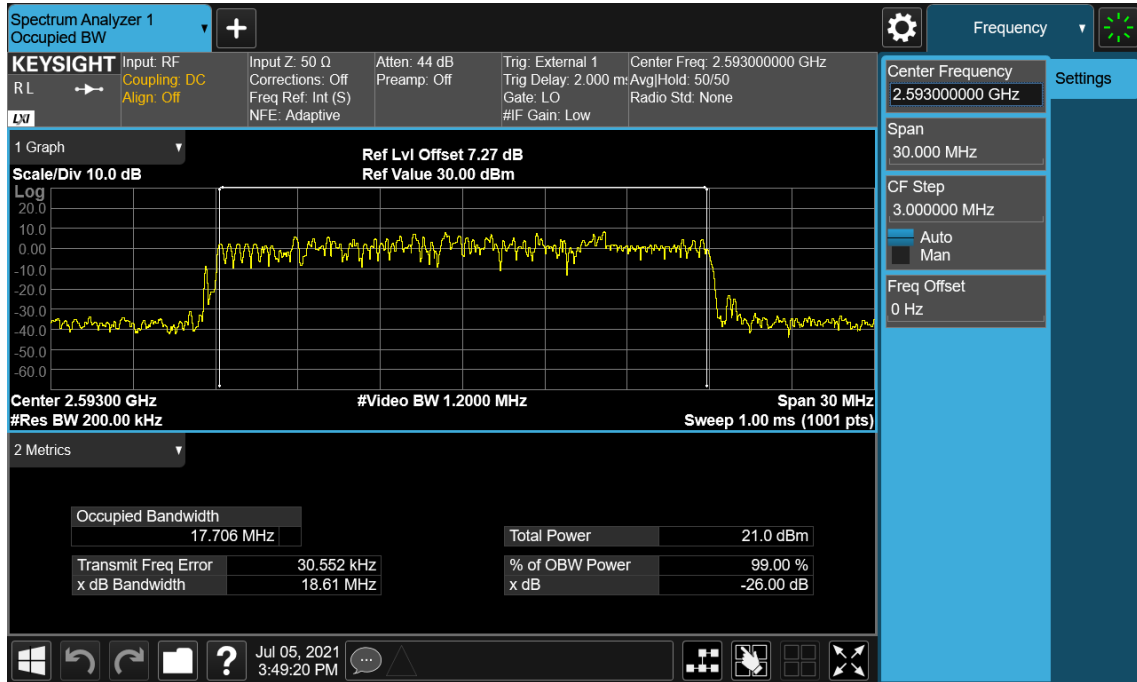 Spectrum Analyzer 1
Occupied BW
Frequency
KEYSIGHT
R L
LXI
Input: RF
Coupling: DC
Align: Off
Input Z: 50 Ω
Corrections: Off
Freq Ref: Int (S)
NFE: Adaptive
Atten: 44 dB
Preamp: Off
Trig: External 1
Trig Delay: 2.000 ms
Gate: LO
#IF Gain: Low
Center Freq: 2.593000000 GHz
Avg|Hold: 50/50
Radio Std: None
Center Frequency
2.593000000 GHz
Settings
Span
30.000 MHz
CF Step
3.000000 MHz
Auto
Man
Freq Offset
0 Hz
1 Graph
Scale/Div 10.0 dB
Ref Lvl Offset 7.27 dB
Ref Value 30.00 dBm
Log
20.0
10.0
0.00
-10.0
-20.0
-30.0
-40.0
-50.0
-60.0
Center 2.59300 GHz
#Video BW 1.2000 MHz
Span 30 MHz
#Res BW 200.00 kHz
Sweep 1.00 ms (1001 pts)
2 Metrics
Occupied Bandwidth
17.706 MHz
Total Power 21.0 dBm
Transmit Freq Error 30.552 kHz
% of OBW Power 99.00 %
x dB Bandwidth 18.61 MHz
x dB -26.00 dB
?
Jul 05, 2021
3:49:20 PM